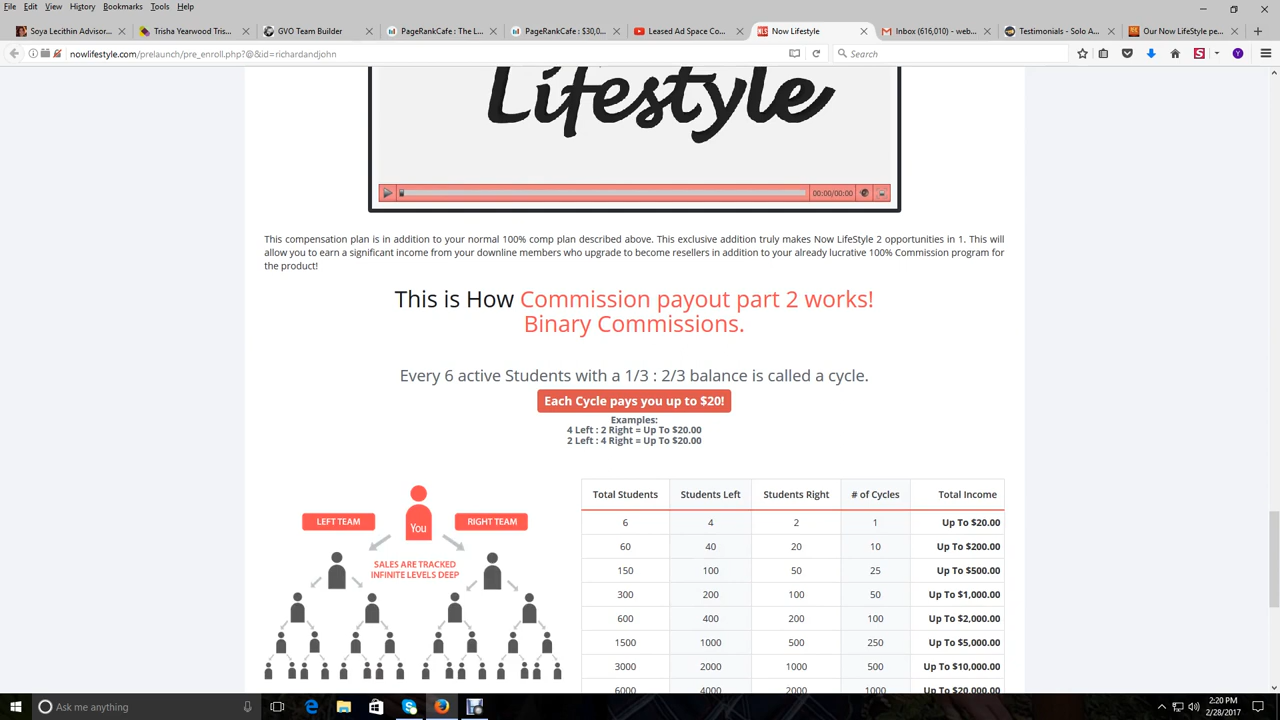 File Edit View History Bookmarks Tools Help
Soya Lecithin Advisor...
Trisha Yearwood Tris...
GVO Team Builder
PageRankCafe : The L...
PageRankCafe : $30,0...
Leased Ad Space Co...
Now Lifestyle
Inbox (616,010) - web...
Testimonials - Solo A...
Our Now LifeStyle pe...
nowlifestyle.com/prelaunch/pre_enroll.php?@&id=richardandjohn
Search
Lifestyle
00:00/00:00
This compensation plan is in addition to your normal 100% comp plan described above. This exclusive addition truly makes Now LifeStyle 2 opportunities in 1. This will
allow you to earn a significant income from your downline members who upgrade to become resellers in addition to your already lucrative 100% Commission program for
the product!
This is How Commission payout part 2 works!
Binary Commissions.
Every 6 active Students with a 1/3 : 2/3 balance is called a cycle.
Each Cycle pays you up to $20!
Examples:
4 Left : 2 Right = Up To $20.00
2 Left : 4 Right = Up To $20.00
LEFT TEAM
You
RIGHT TEAM
SALES ARE TRACKED
INFINITE LEVELS DEEP
Total Students Students Left Students Right # of Cycles Total Income
6 4 2 1 Up To $20.00
60 40 20 10 Up To $200.00
150 100 50 25 Up To $500.00
300 200 100 50 Up To $1,000.00
600 400 200 100 Up To $2,000.00
1500 1000 500 250 Up To $5,000.00
3000 2000 1000 500 Up To $10,000.00
6000 4000 2000 1000 Up To $20,000.00
Ask me anything
2:20 PM
2/28/2017